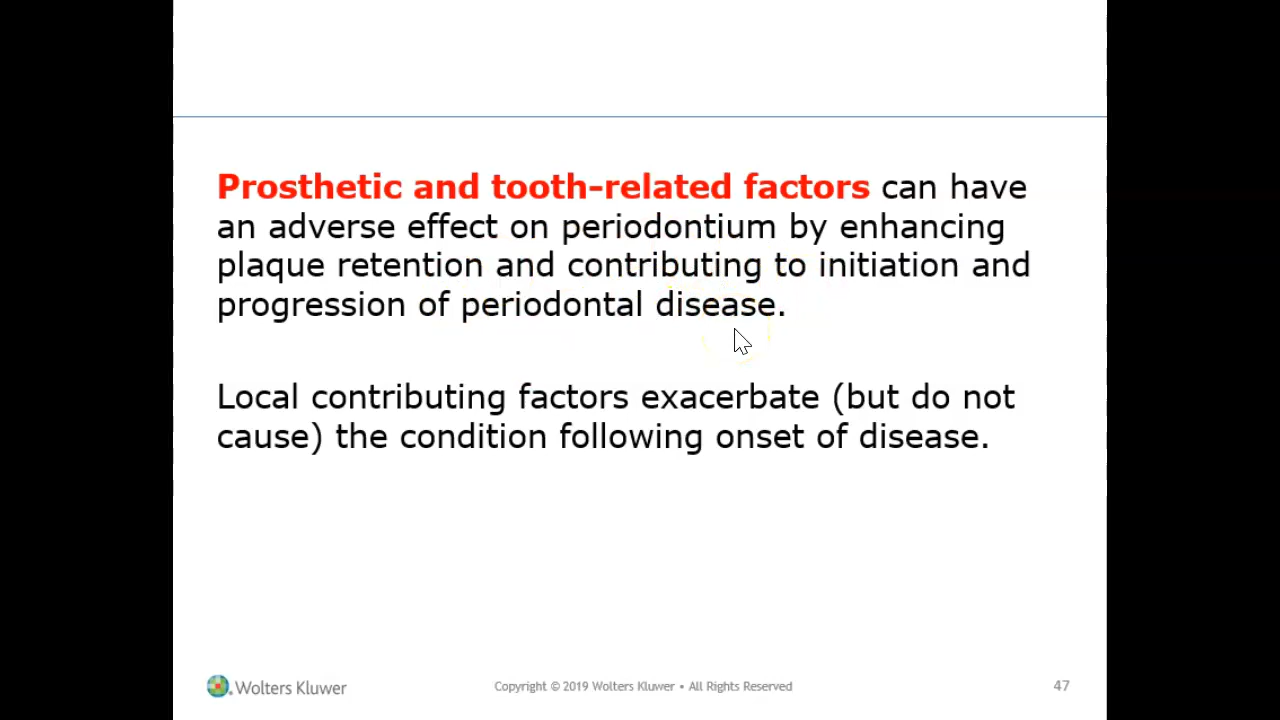 Prosthetic and tooth-related factors can have
an adverse effect on periodontium by enhancing
plaque retention and contributing to initiation and
progression of periodontal disease.
Local contributing factors exacerbate (but do not
cause) the condition following onset of disease.
Wolters Kluwer
Copyright © 2019 Wolters Kluwer • All Rights Reserved
47